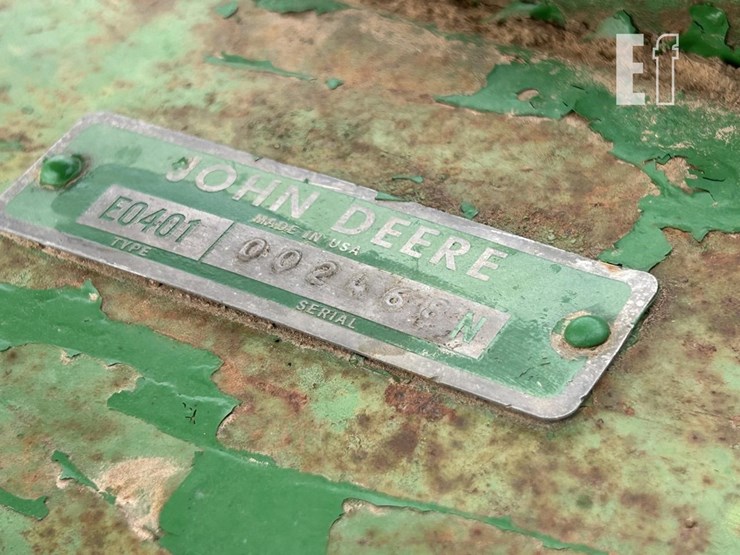 Ef
JOHN DEERE
MADE IN USA
E0401
TYPE
SERIAL